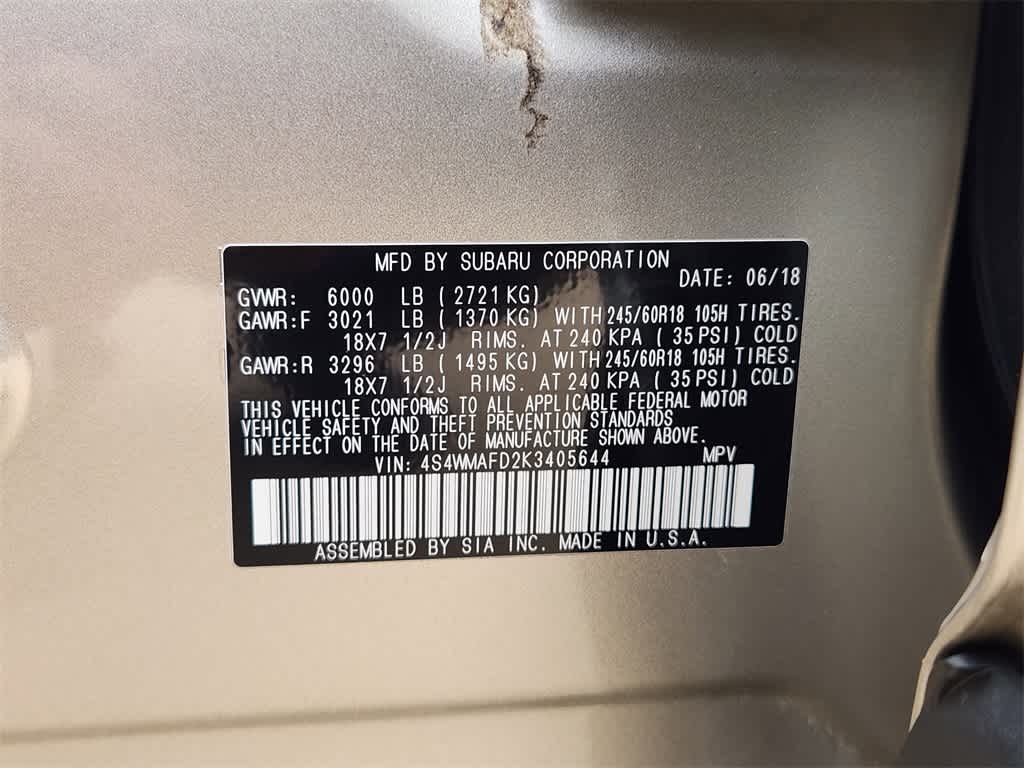 MFD BY SUBARU CORPORATION
DATE: 06/18
GVWR: 6000 LB ( 2721 KG)
GAWR:F 3021 LB ( 1370 KG) WITH 245/60R18 105H TIRES.
18X7 1/2J RIMS. AT 240 KPA ( 35 PSI) COLD
GAWR:R 3296 LB ( 1495 KG) WITH 245/60R18 105H TIRES.
18X7 1/2J RIMS. AT 240 KPA ( 35 PSI) COLD
THIS VEHICLE CONFORMS TO ALL APPLICABLE FEDERAL MOTOR
VEHICLE SAFETY AND THEFT PREVENTION STANDARDS
IN EFFECT ON THE DATE OF MANUFACTURE SHOWN ABOVE.
VIN: 4S4WMAFD2K3405644 MPV
ASSEMBLED BY SIA INC. MADE IN U.S.A.